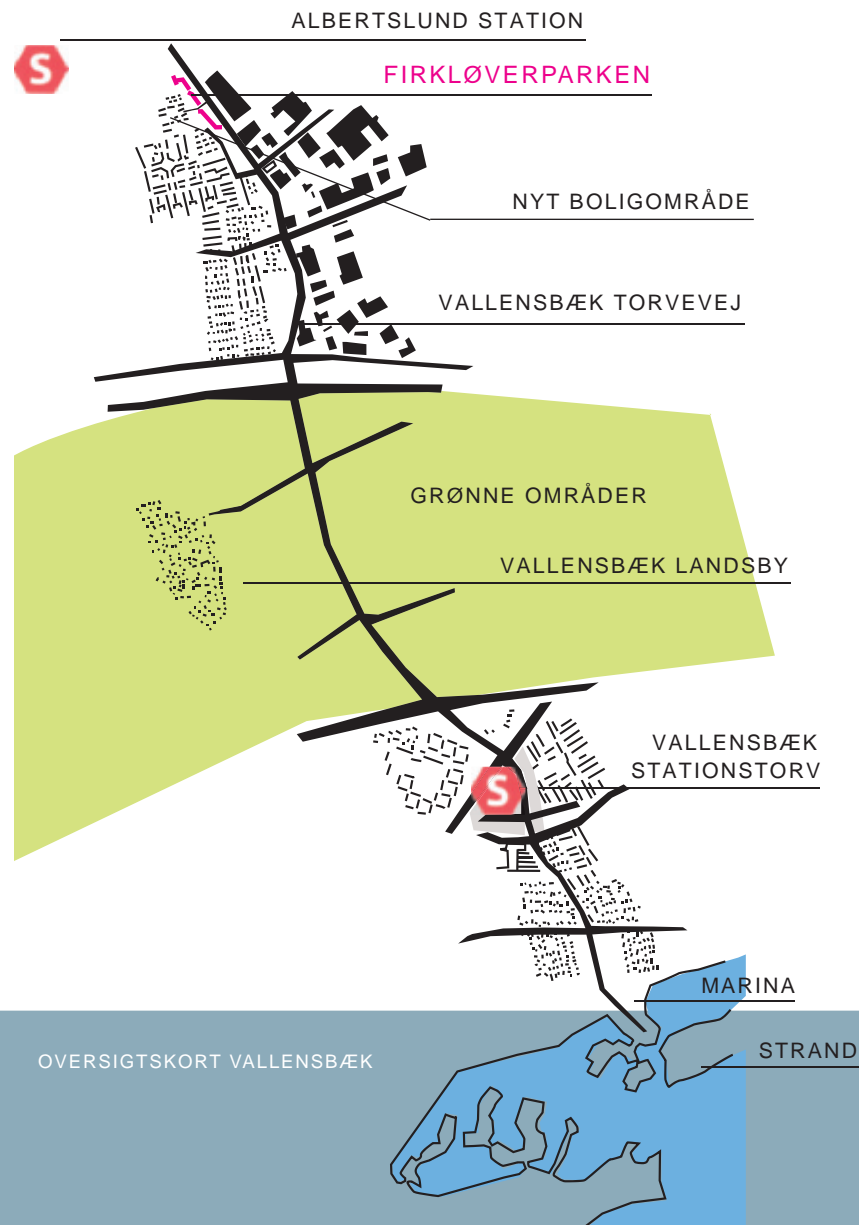 ALBERTSLUND STATION
S
FIRKLØVERPARKEN
NYT BOLIGOMRÅDE
VALLENSBÆK TORVEVEJ
GRØNNE OMRÅDER
VALLENSBÆK LANDSBY
VALLENSBÆK
STATIONSTORV
S
MARINA
STRAND
OVERSIGTSKORT VALLENSBÆK